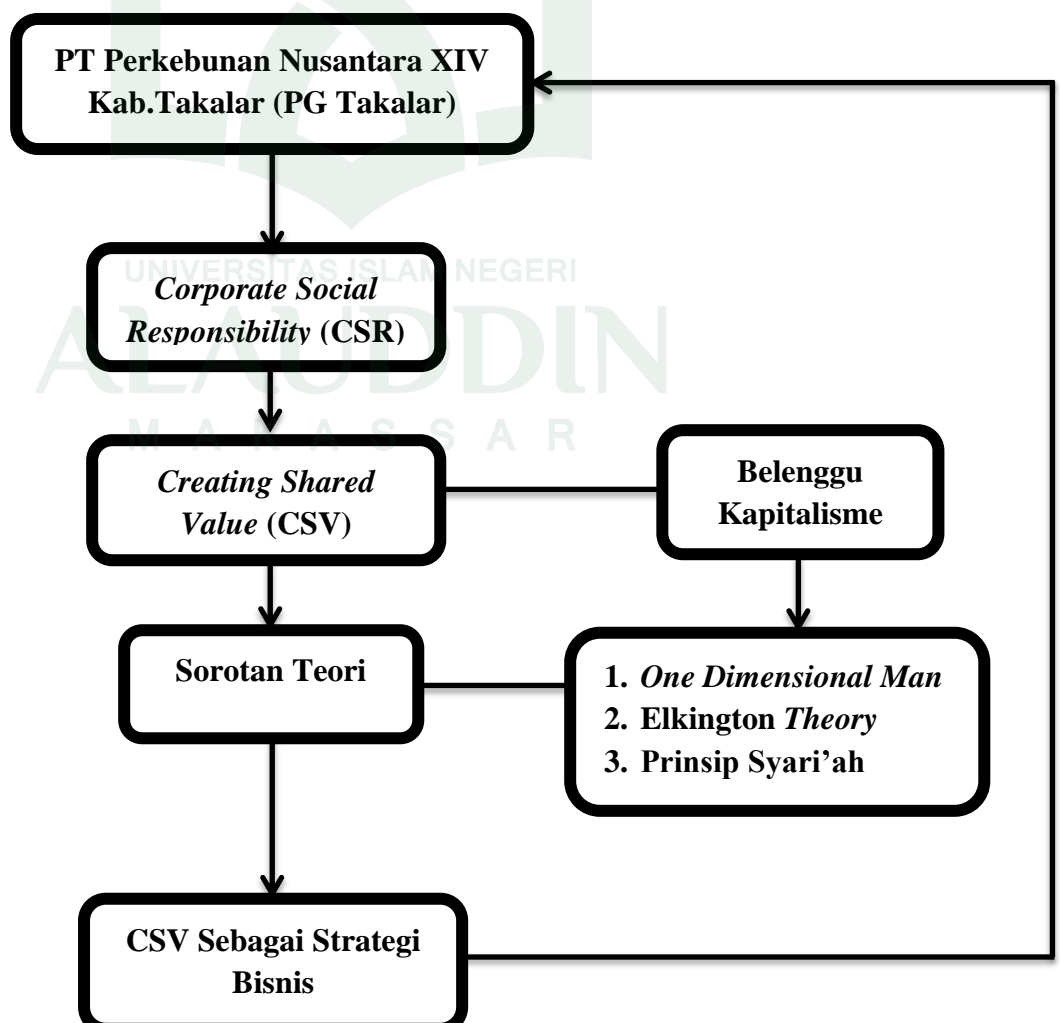 PT Perkebunan Nusantara XIV
Kab.Takalar (PG Takalar)
UNIVERSITAS ISLAM NEGERI
ALAUDDIN
M A K A S S A R
Corporate Social
Responsibility (CSR)
Creating Shared
Value (CSV)
Belenggu
Kapitalisme
Sorotan Teori
1. One Dimensional Man
2. Elkington Theory
3. Prinsip Syari’ah
CSV Sebagai Strategi
Bisnis